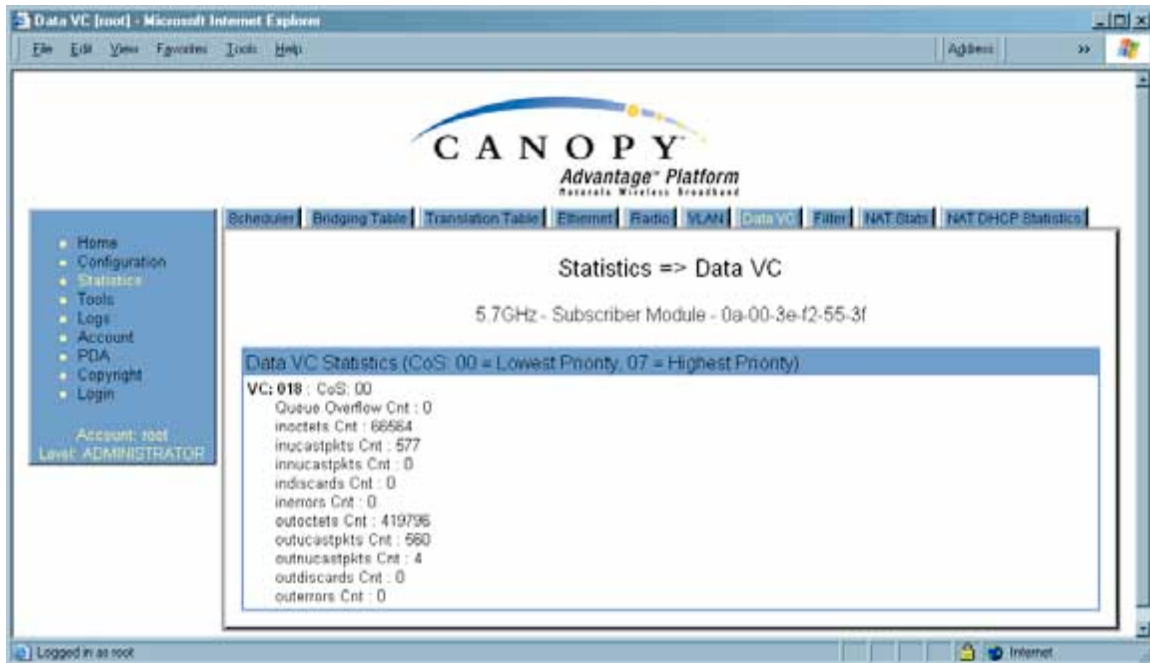 Data VC [root] - Microsoft Internet Explorer
File Edit View Favorites Tools Help Address »
CANOPY
Advantage™ Platform
Motorola Wireless Broadband
Scheduler Bridging Table Translation Table Ethernet Radio VLAN Data VC Filter NAT Stats NAT DHCP Statistics
Home
Configuration
Statistics
Tools
Logs
Account
PDA
Copyright
Login
Account: root
Level: ADMINISTRATOR
Statistics => Data VC
5.7GHz - Subscriber Module - 0a-00-3e-f2-55-3f
Data VC Statistics (CoS: 00 = Lowest Priority, 07 = Highest Priority)
VC: 018 : CoS: 00
Queue Overflow Cnt : 0
inoctets Cnt : 66564
inucastpkts Cnt : 577
innucastpkts Cnt : 0
indiscards Cnt : 0
inerrors Cnt : 0
outoctets Cnt : 419796
outucastpkts Cnt : 560
outnucastpkts Cnt : 4
outdiscards Cnt : 0
outerrors Cnt : 0
Logged in as root Internet